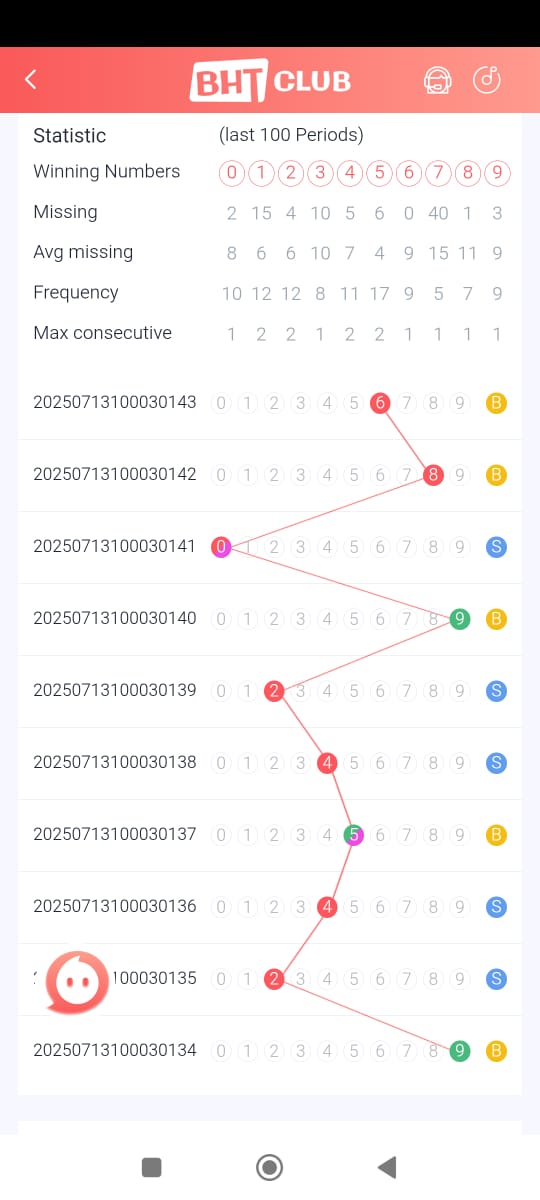 BHT CLUB
Statistic (last 100 Periods)
Winning Numbers 0 1 2 3 4 5 6 7 8 9
Missing 2 15 4 10 5 6 0 40 1 3
Avg missing 8 6 6 10 7 4 9 15 11 9
Frequency 10 12 12 8 11 17 9 5 7 9
Max consecutive 1 2 2 1 2 2 1 1 1 1
20250713100030143 0 1 2 3 4 5 6 7 8 9 B
20250713100030142 0 1 2 3 4 5 6 7 8 9 B
20250713100030141 0 1 2 3 4 5 6 7 8 9 S
20250713100030140 0 1 2 3 4 5 6 7 8 9 B
20250713100030139 0 1 2 3 4 5 6 7 8 9 S
20250713100030138 0 1 2 3 4 5 6 7 8 9 S
20250713100030137 0 1 2 3 4 5 6 7 8 9 B
20250713100030136 0 1 2 3 4 5 6 7 8 9 S
100030135 0 1 2 3 4 5 6 7 8 9 S
20250713100030134 0 1 2 3 4 5 6 7 8 9 B